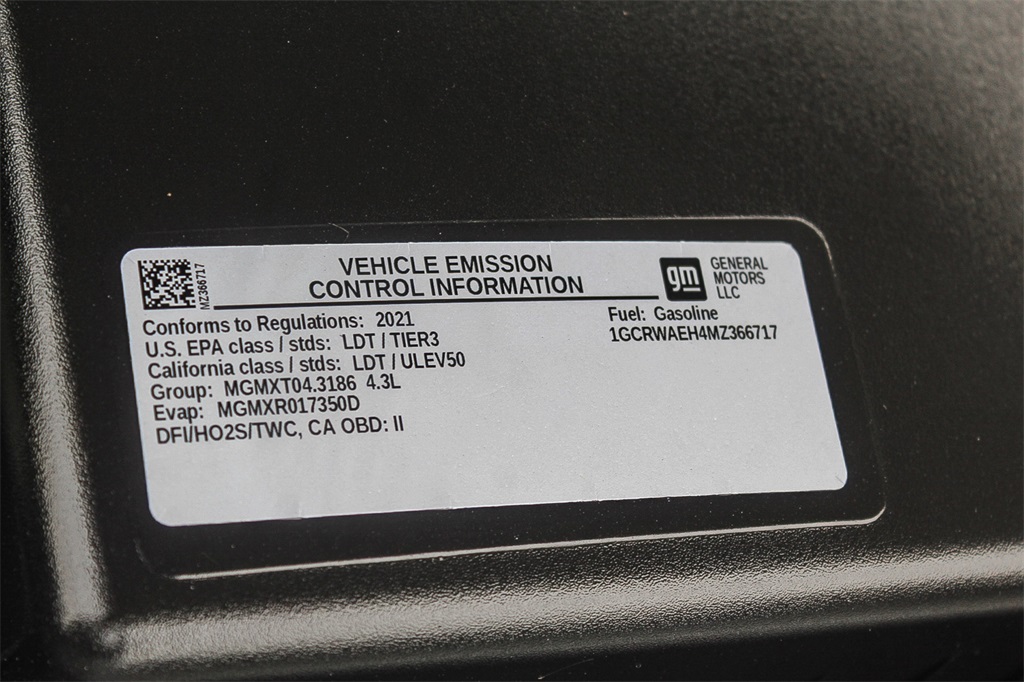 MZ366717
VEHICLE EMISSION
CONTROL INFORMATION
gm
GENERAL
MOTORS
LLC
Conforms to Regulations: 2021
U.S. EPA class / stds: LDT / TIER3
California class / stds: LDT / ULEV50
Group: MGMXT04.3186 4.3L
Evap: MGMXR017350D
DFI/HO2S/TWC, CA OBD: II
Fuel: Gasoline
1GCRWAEH4MZ366717